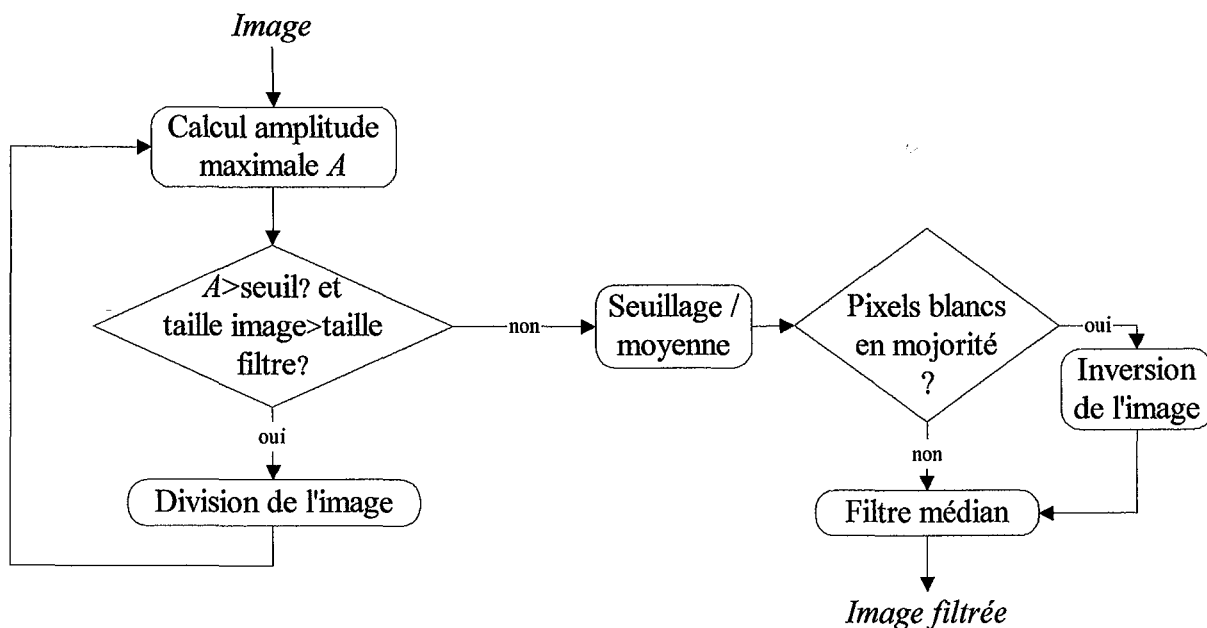 Image
Calcul amplitude
maximale A
A>seuil? et
taille image>taille
filtre?
non
Seuillage /
moyenne
Pixels blancs
en mojorité
?
oui
Inversion
de l'image
oui
non
Division de l'image
Filtre médian
Image filtrée